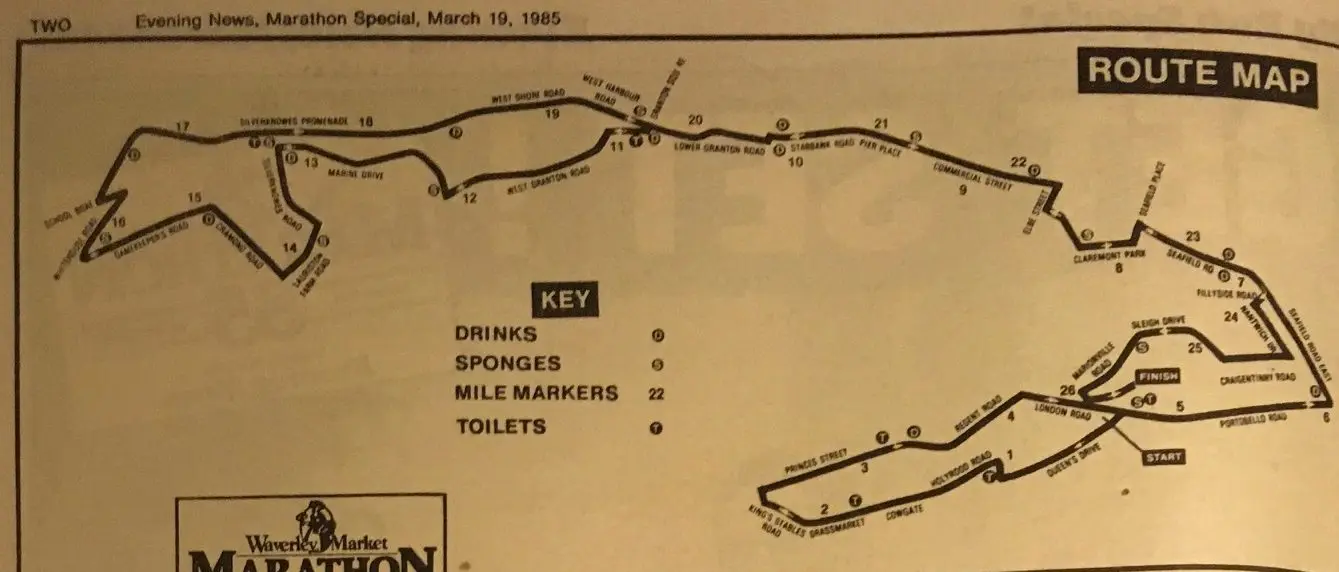 TWO
Evening News, Marathon Special, March 19, 1985
ROUTE MAP
17
SILVERKNOWES PROMENADE
18
WEST SHORE ROAD
19
WEST HARBOUR
ROAD
20
LOWER GRANTON ROAD
STARBANK ROAD
PIER PLACE
21
COMMERCIAL STREET
22
ELBE STREET
CLAREMONT PARK
SEAFIELD PLACE
23
SEAFIELD RD
FILLYSIDE ROAD
NANTWICH DR
24
SEAFIELD ROAD EAST
CRAIGENTINNY ROAD
SLEIGH DRIVE
25
MARIONVILLE
ROAD
26
FINISH
START
LONDON ROAD
5
PORTOBELLO ROAD
6
7
8
9
10
11
WEST GRANTON ROAD
12
MARINE DRIVE
13
14
LAURISTON
FARM ROAD
CRAMOND ROAD
15
GAMEKEEPER'S ROAD
16
WHITEHOUSE ROAD
SCHOOL BRAE
4
REGENT ROAD
PRINCES STREET
3
KING'S STABLES
ROAD
2
GRASSMARKET
COWGATE
HOLYROOD ROAD
1
QUEEN'S DRIVE
KEY
DRINKS D
SPONGES S
MILE MARKERS 22
TOILETS T
Waverley Market
MARATHON